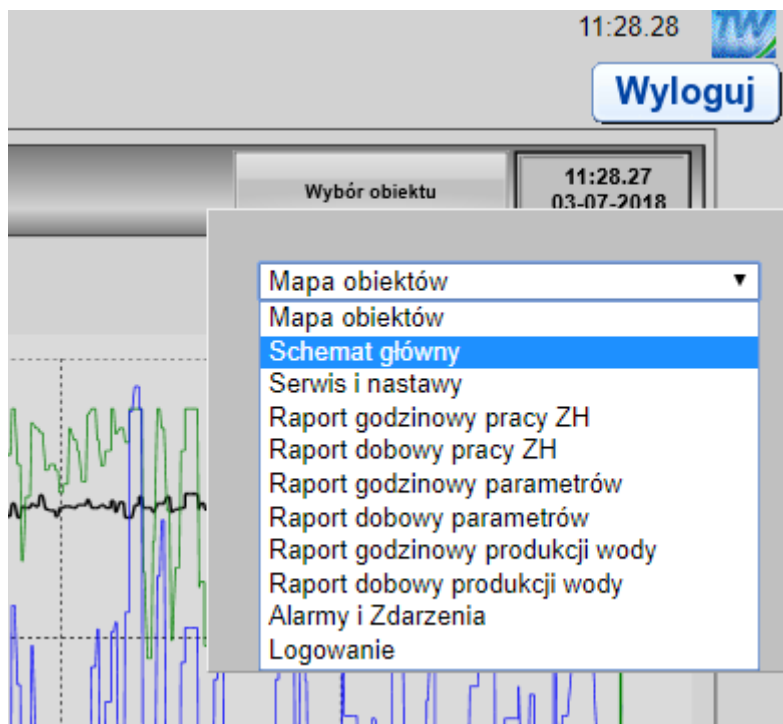 11:28.28
TW
Wyloguj
Wybór obiektu
11:28.27
03-07-2018
Mapa obiektów
Mapa obiektów
Schemat główny
Serwis i nastawy
Raport godzinowy pracy ZH
Raport dobowy pracy ZH
Raport godzinowy parametrów
Raport dobowy parametrów
Raport godzinowy produkcji wody
Raport dobowy produkcji wody
Alarmy i Zdarzenia
Logowanie